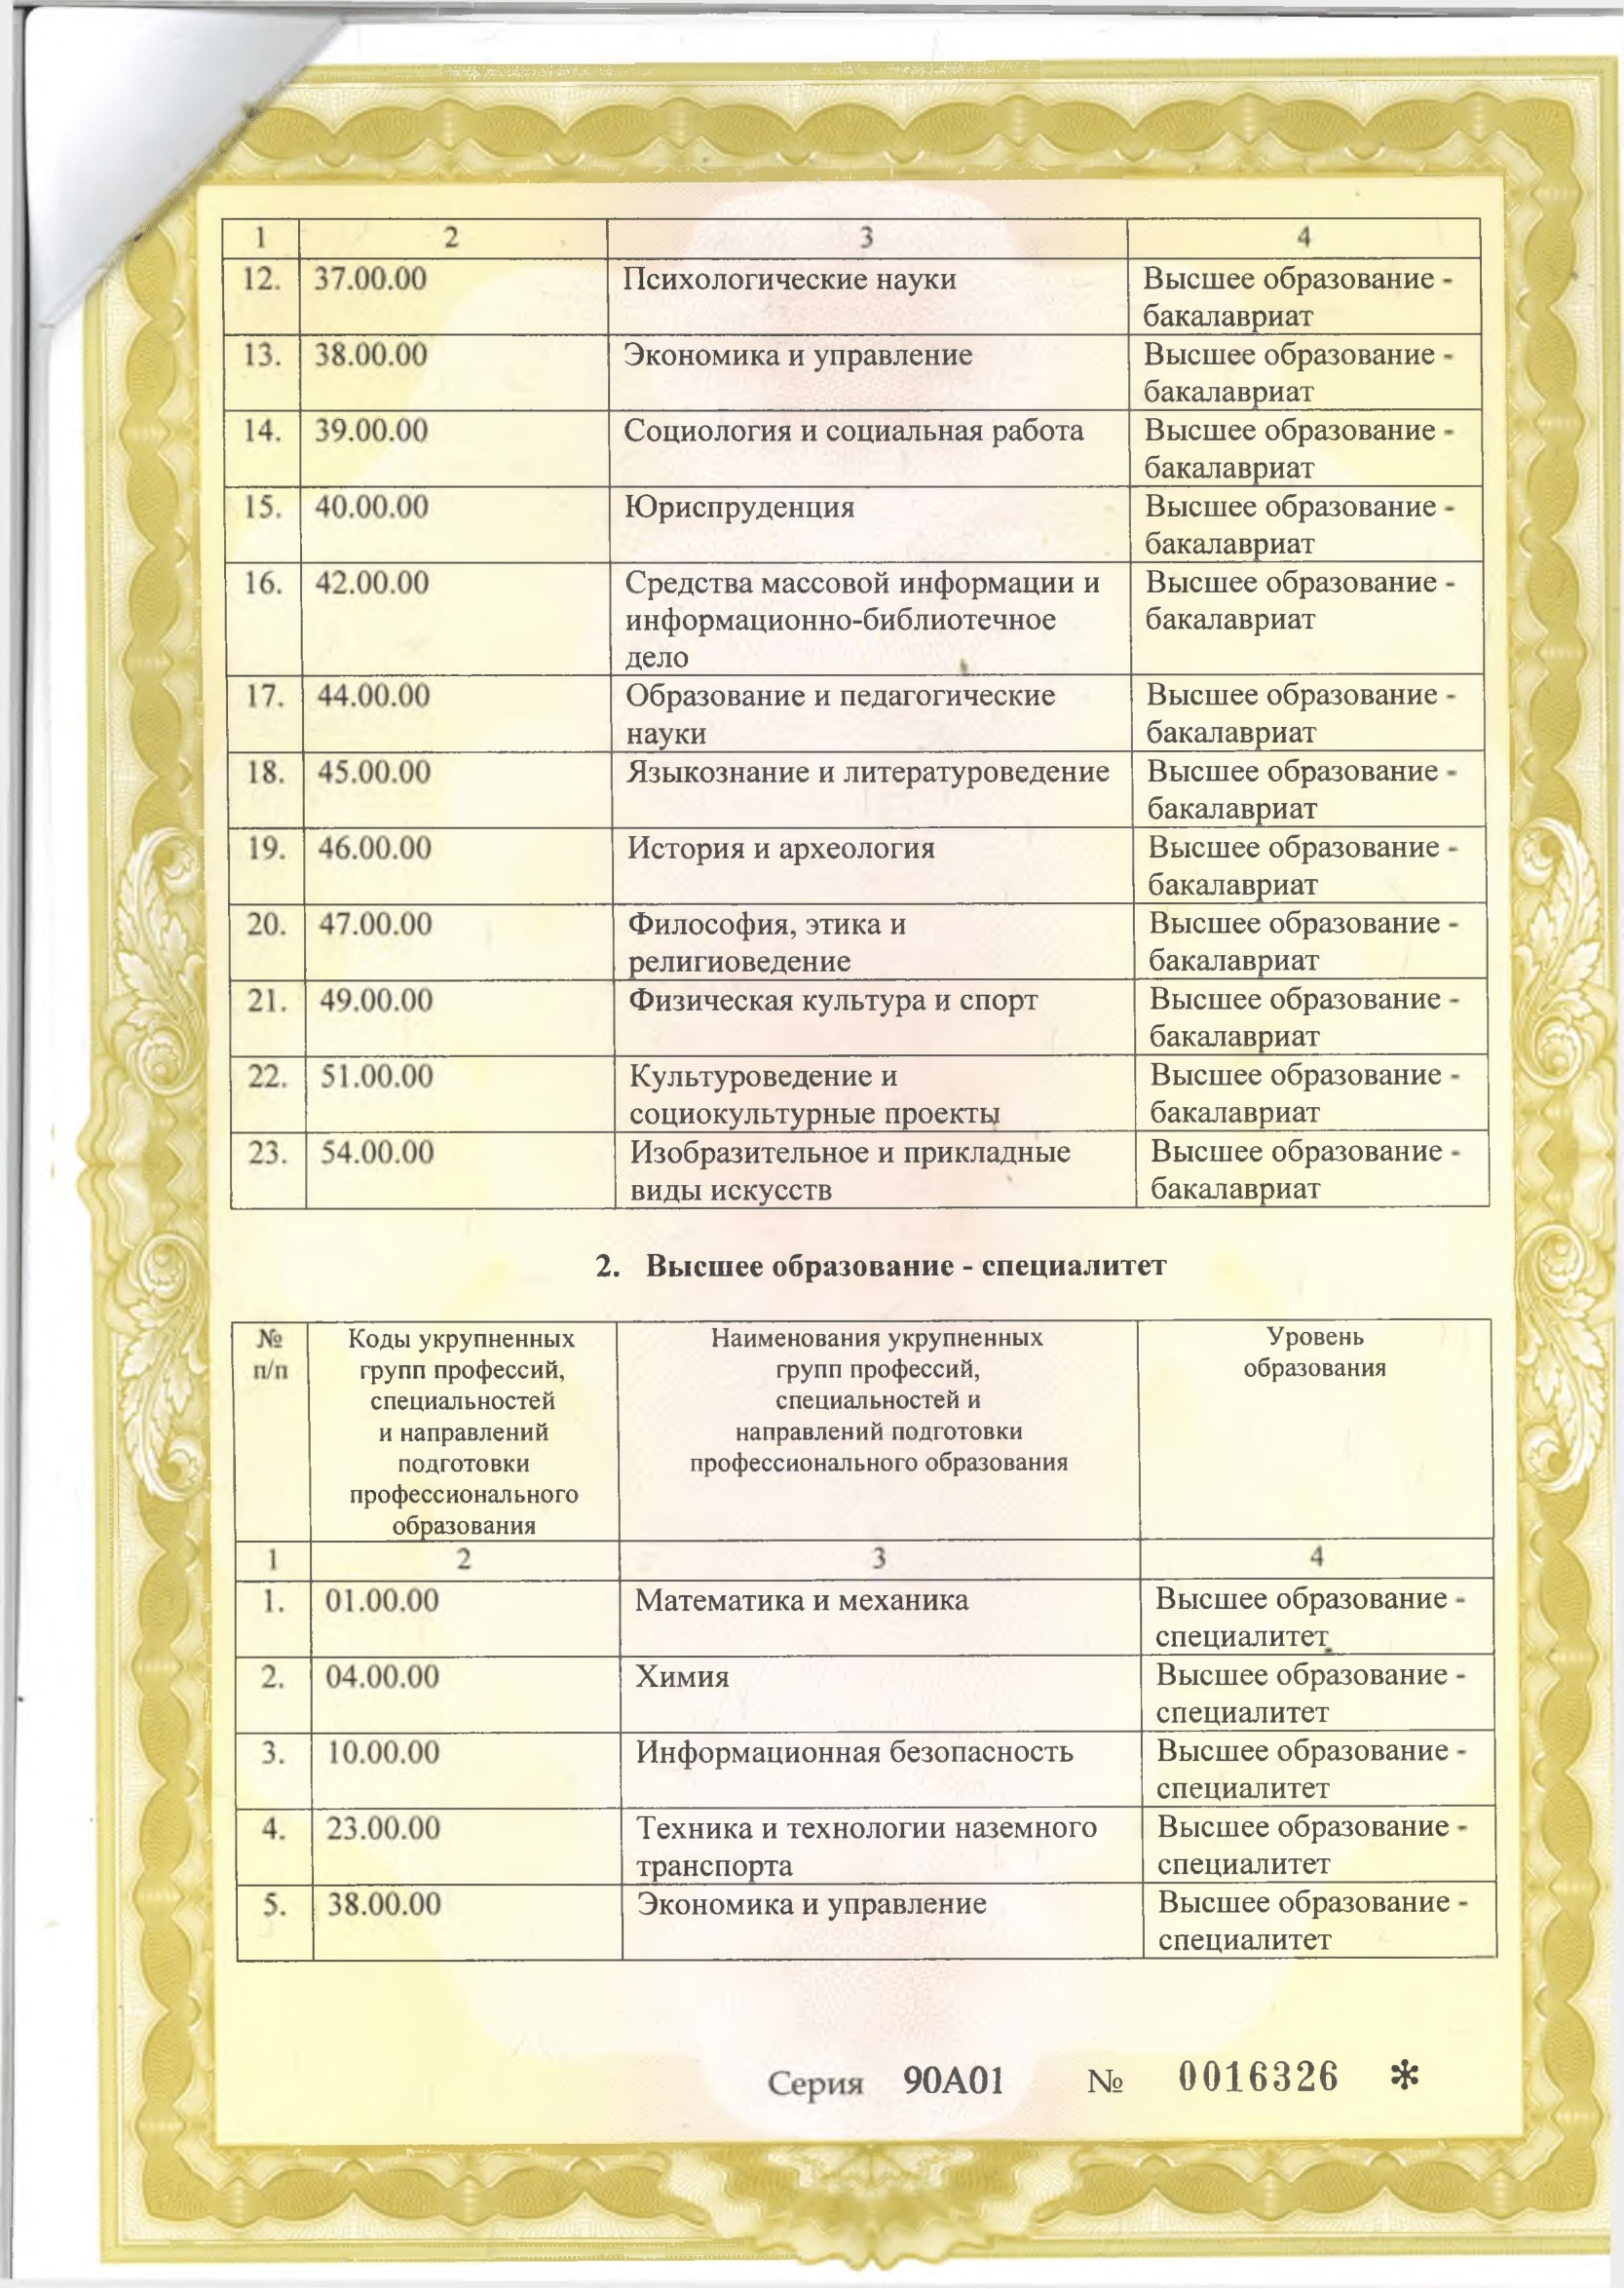 1 2 3 4
12. 37.00.00 Психологические науки Высшее образование -
бакалавриат
13. 38.00.00 Экономика и управление Высшее образование -
бакалавриат
14. 39.00.00 Социология и социальная работа Высшее образование -
бакалавриат
15. 40.00.00 Юриспруденция Высшее образование -
бакалавриат
16. 42.00.00 Средства массовой информации и Высшее образование -
информационно-библиотечное бакалавриат
дело
17. 44.00.00 Образование и педагогические Высшее образование -
науки бакалавриат
18. 45.00.00 Языкознание и литературоведение Высшее образование -
бакалавриат
19. 46.00.00 История и археология Высшее образование -
бакалавриат
20. 47.00.00 Философия, этика и Высшее образование -
религиоведение бакалавриат
21. 49.00.00 Физическая культура и спорт Высшее образование -
бакалавриат
22. 51.00.00 Культуроведение и Высшее образование -
социокультурные проекты бакалавриат
23. 54.00.00 Изобразительное и прикладные Высшее образование -
виды искусств бакалавриат
2. Высшее образование - специалитет
№ Коды укрупненных Наименования укрупненных Уровень
п/п групп профессий, групп профессий, образования
специальностей специальностей и
и направлений направлений подготовки
подготовки профессионального образования
профессионального
образования
1 2 3 4
1. 01.00.00 Математика и механика Высшее образование -
специалитет
2. 04.00.00 Химия Высшее образование -
специалитет
3. 10.00.00 Информационная безопасность Высшее образование -
специалитет
4. 23.00.00 Техника и технологии наземного Высшее образование -
транспорта специалитет
5. 38.00.00 Экономика и управление Высшее образование -
специалитет
Серия 90А01 № 0016326 *